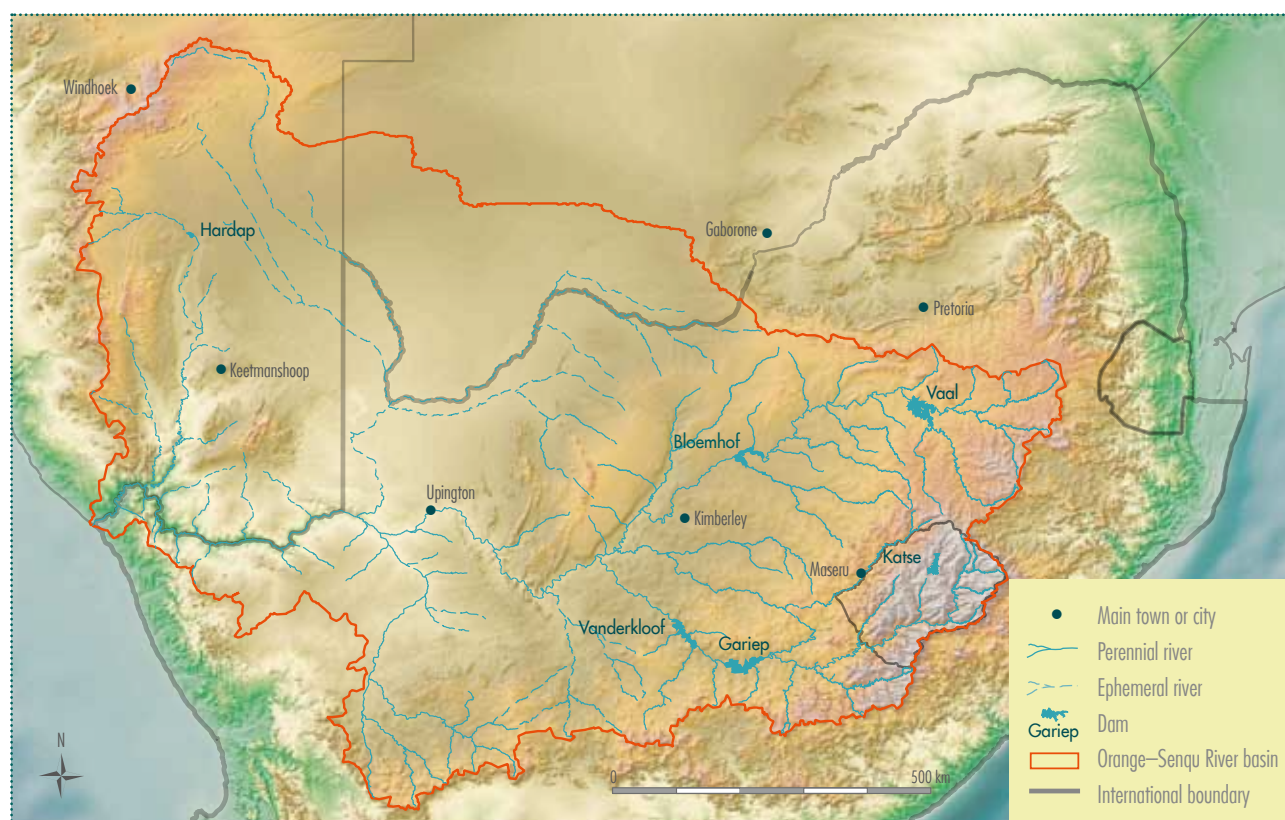 Windhoek
Hardap
Gaborone
Pretoria
Keetmanshoop
Vaal
Bloemhof
Upington
Kimberley
Maseru
Katse
Vanderkloof
Gariep
N
0
500 km
Main town or city
Perennial river
Ephemeral river
Gariep
Dam
Orange–Senqu River basin
International boundary